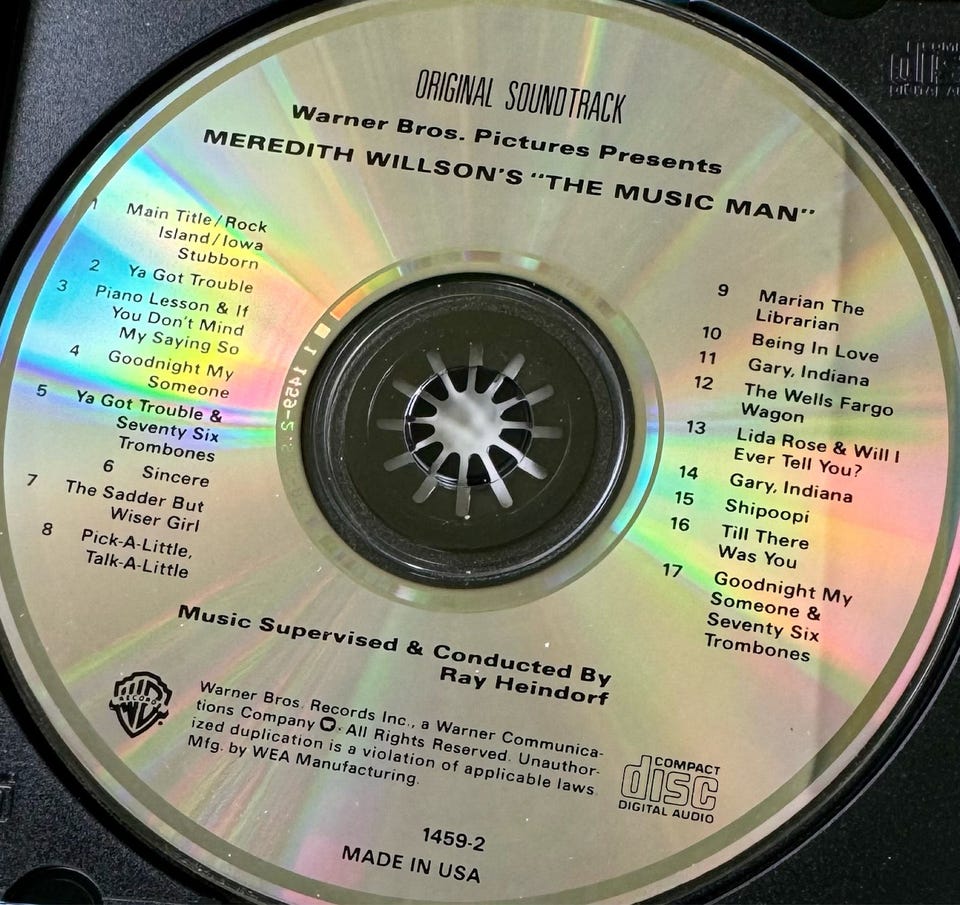 ORIGINAL SOUNDTRACK
Warner Bros. Pictures Presents
MEREDITH WILLSON'S "THE MUSIC MAN"
1 Main Title/Rock
Island/Iowa
Stubborn
2 Ya Got Trouble
3 Piano Lesson & If
You Don't Mind
My Saying So
4 Goodnight My
Someone
5 Ya Got Trouble &
Seventy Six
Trombones
6 Sincere
7 The Sadder But
Wiser Girl
8 Pick-A-Little,
Talk-A-Little
9 Marian The
Librarian
10 Being In Love
11 Gary, Indiana
12 The Wells Fargo
Wagon
13 Lida Rose & Will I
Ever Tell You?
14 Gary, Indiana
15 Shipoopi
16 Till There
Was You
17 Goodnight My
Someone &
Seventy Six
Trombones
1 1459-2
Music Supervised & Conducted By
Ray Heindorf
RECORDS
Warner Bros. Records Inc., a Warner Communica-
tions Company. All Rights Reserved. Unauthor-
ized duplication is a violation of applicable laws.
Mfg. by WEA Manufacturing.
COMPACT
disc
DIGITAL AUDIO
1459-2
MADE IN USA